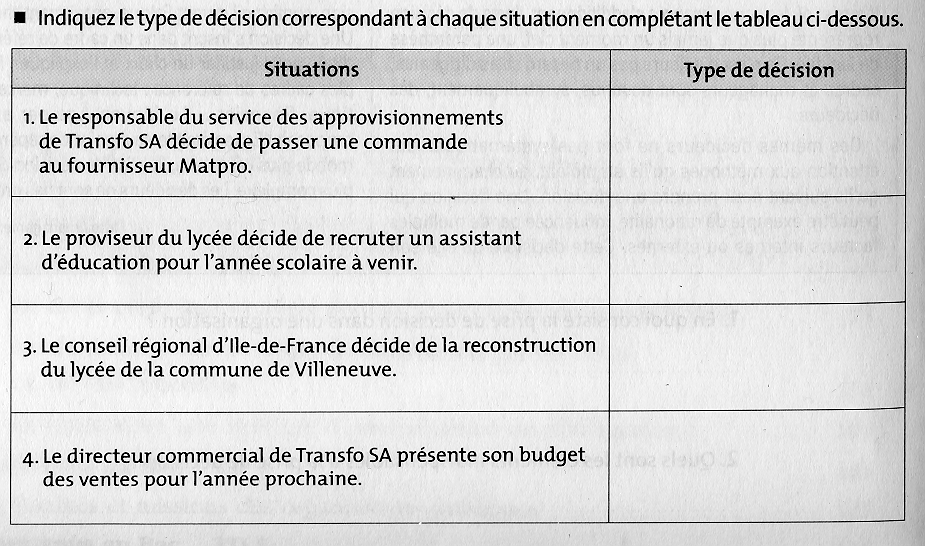 ■ Indiquez le type de décision correspondant à chaque situation en complétant le tableau ci-dessous.
Situations
Type de décision
1. Le responsable du service des approvisionnements
de Transfo SA décide de passer une commande
au fournisseur Matpro.
2. Le proviseur du lycée décide de recruter un assistant
d'éducation pour l'année scolaire à venir.
3. Le conseil régional d'Ile-de-France décide de la reconstruction
du lycée de la commune de Villeneuve.
4. Le directeur commercial de Transfo SA présente son budget
des ventes pour l'année prochaine.